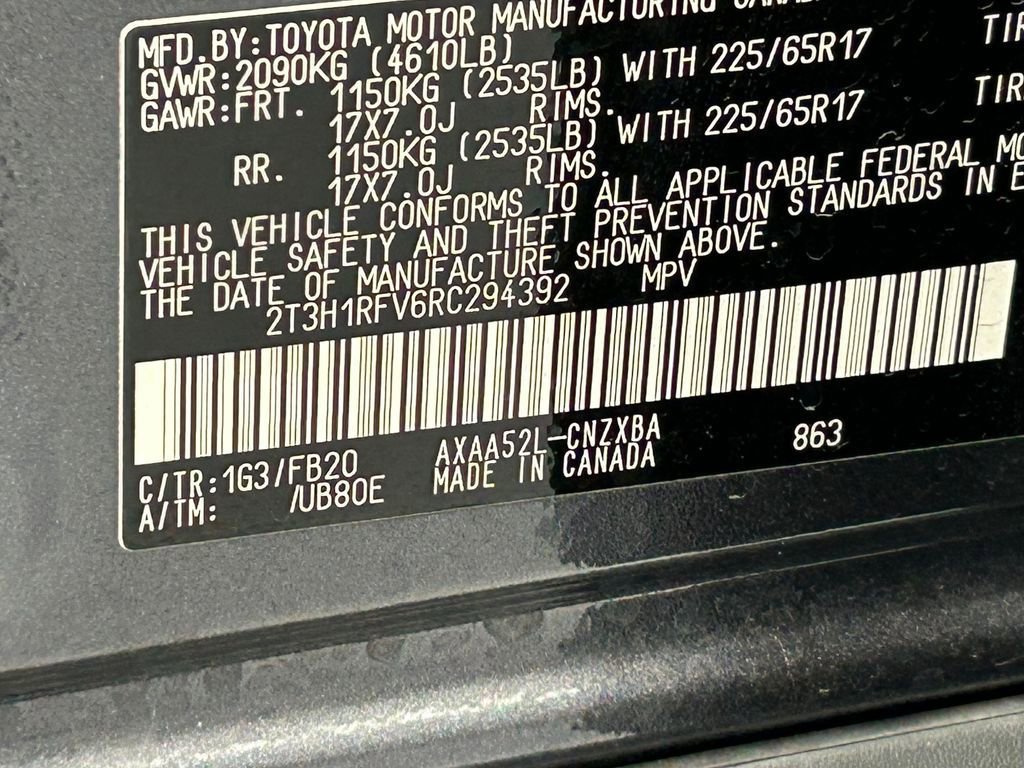 MFD.BY:TOYOTA MOTOR MANUFACTURING
GVWR:2090KG (4610LB)
GAWR:FRT. 1150KG (2535LB) WITH 225/65R17
17X7.0J RIMS.
RR. 1150KG (2535LB) WITH 225/65R17
17X7.0J RIMS.
THIS VEHICLE CONFORMS TO ALL APPLICABLE FEDERAL
VEHICLE SAFETY AND THEFT PREVENTION STANDARDS IN
THE DATE OF MANUFACTURE SHOWN ABOVE.
2T3H1RFV6RC294392 MPV
C/TR:1G3/FB20 AXAA52L-CNZXBA 863
A/TM: /UB80E MADE IN CANADA